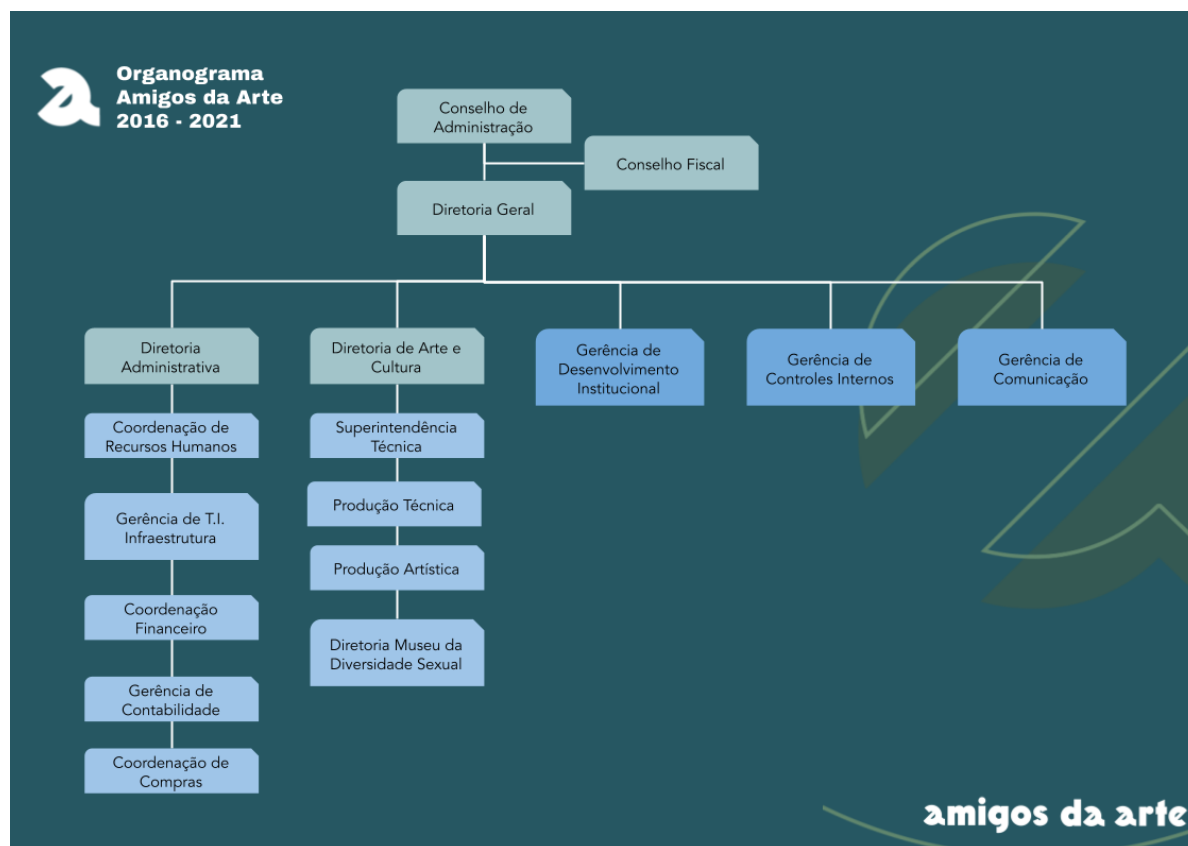 Organograma
Amigos da Arte
2016 - 2021
Conselho de
Administração
Conselho Fiscal
Diretoria Geral
Diretoria
Administrativa
Diretoria de Arte e
Cultura
Gerência de
Desenvolvimento
Institucional
Gerência de
Controles Internos
Gerência de
Comunicação
Coordenação de
Recursos Humanos
Gerência de T.I.
Infraestrutura
Coordenação
Financeiro
Gerência de
Contabilidade
Coordenação de
Compras
Superintendência
Técnica
Produção Técnica
Produção Artística
Diretoria Museu da
Diversidade Sexual
amigos da arte